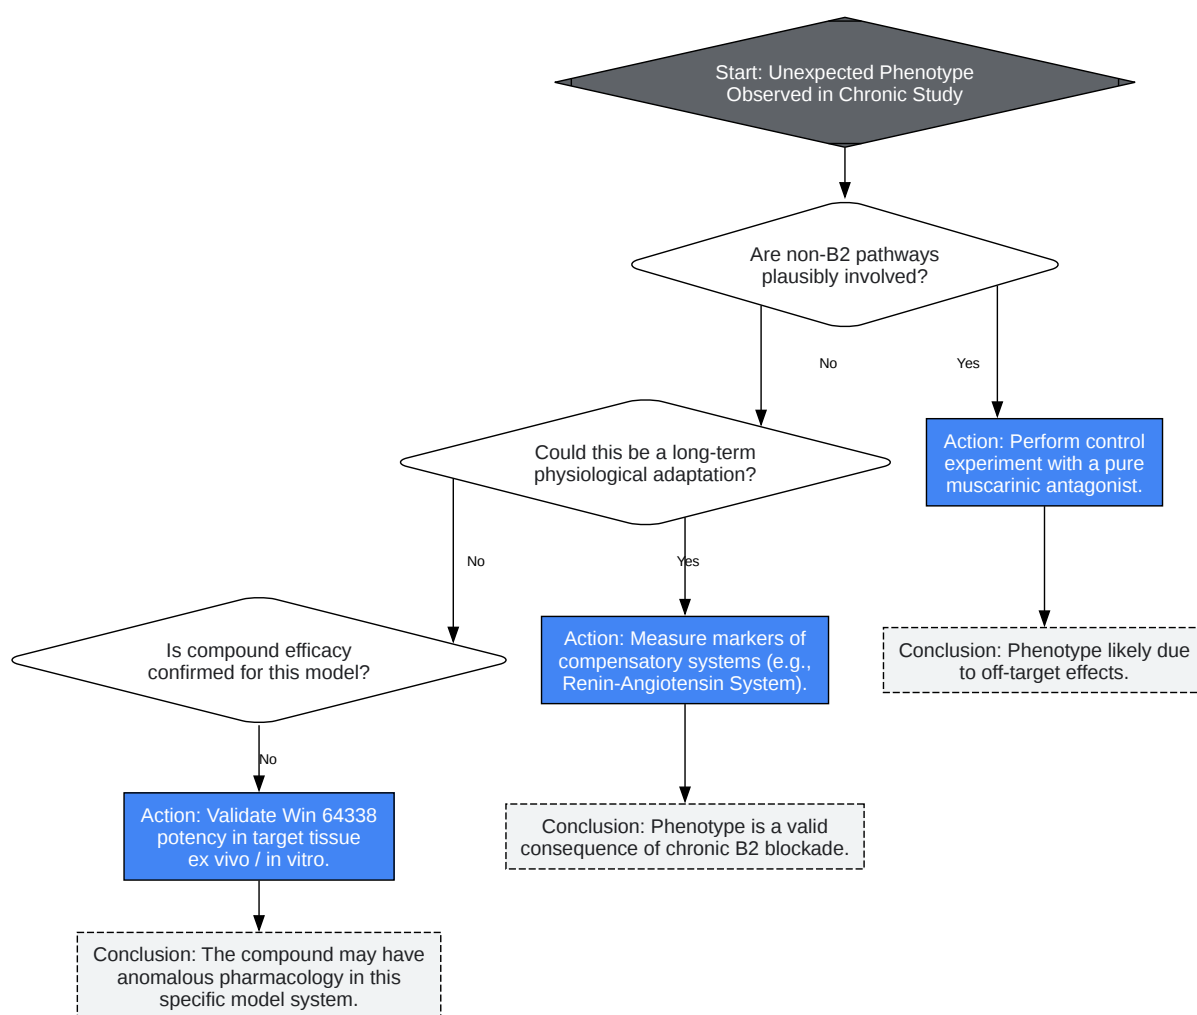 Start: Unexpected Phenotype
Observed in Chronic Study
Are non-B2 pathways
plausibly involved?
No
Yes
Could this be a long-term
physiological adaptation?
Action: Perform control
experiment with a pure
muscarinic antagonist.
No
Yes
Is compound efficacy
confirmed for this model?
Action: Measure markers of
compensatory systems (e.g.,
Renin-Angiotensin System).
Conclusion: Phenotype likely due
to off-target effects.
No
Action: Validate Win 64338
potency in target tissue
ex vivo / in vitro.
Conclusion: Phenotype is a valid
consequence of chronic B2 blockade.
Conclusion: The compound may have
anomalous pharmacology in this
specific model system.